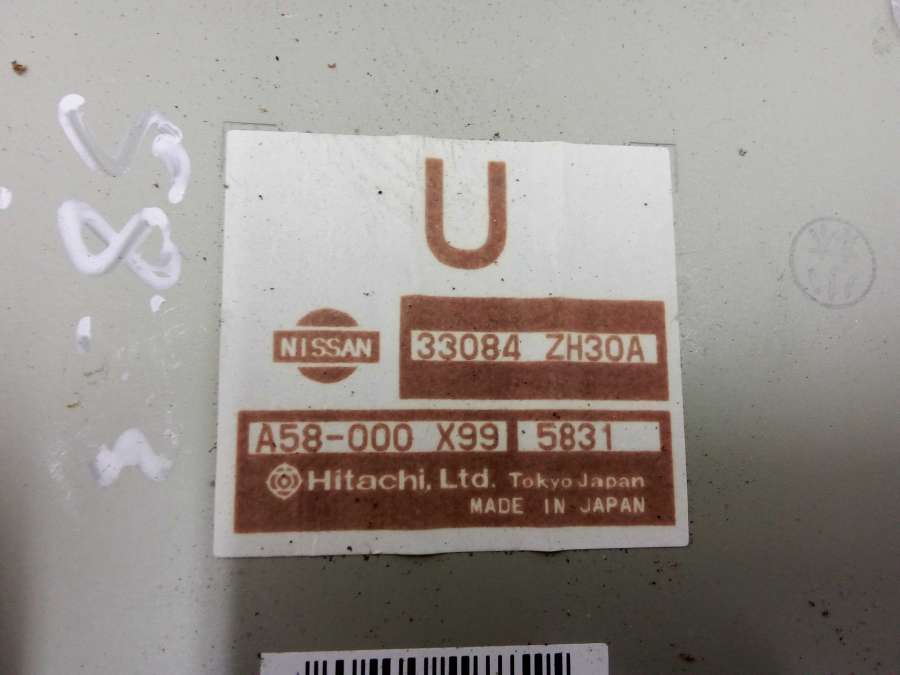 U
NISSAN
33084 ZH30A
A58-000 X99 5831
Hitachi, Ltd. Tokyo Japan
MADE IN JAPAN